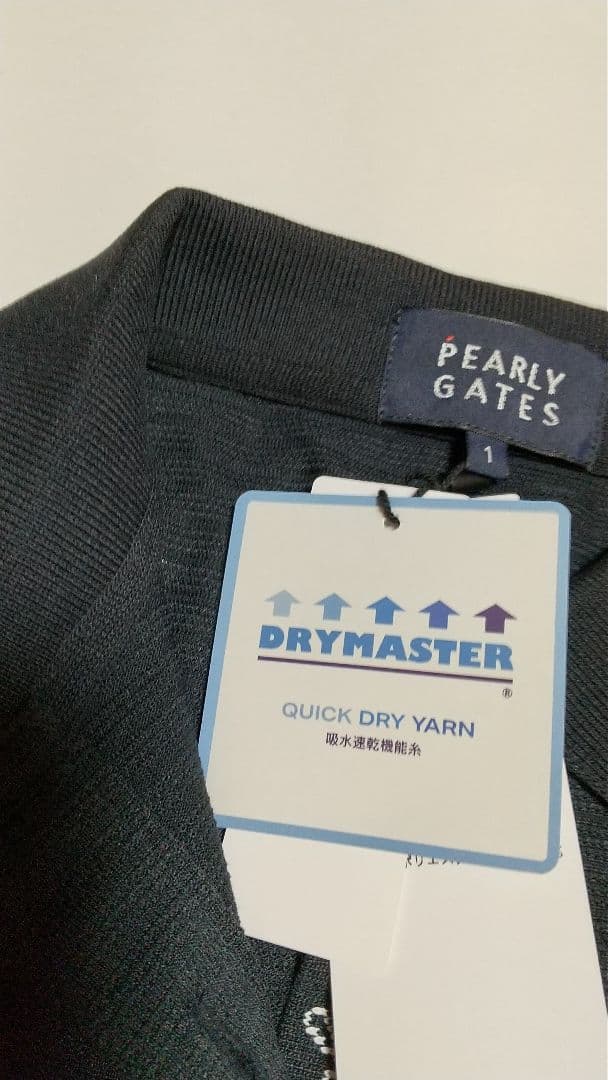 PEARLY
GATES
1
DRYMASTER
®
QUICK DRY YARN
吸水速乾機能糸